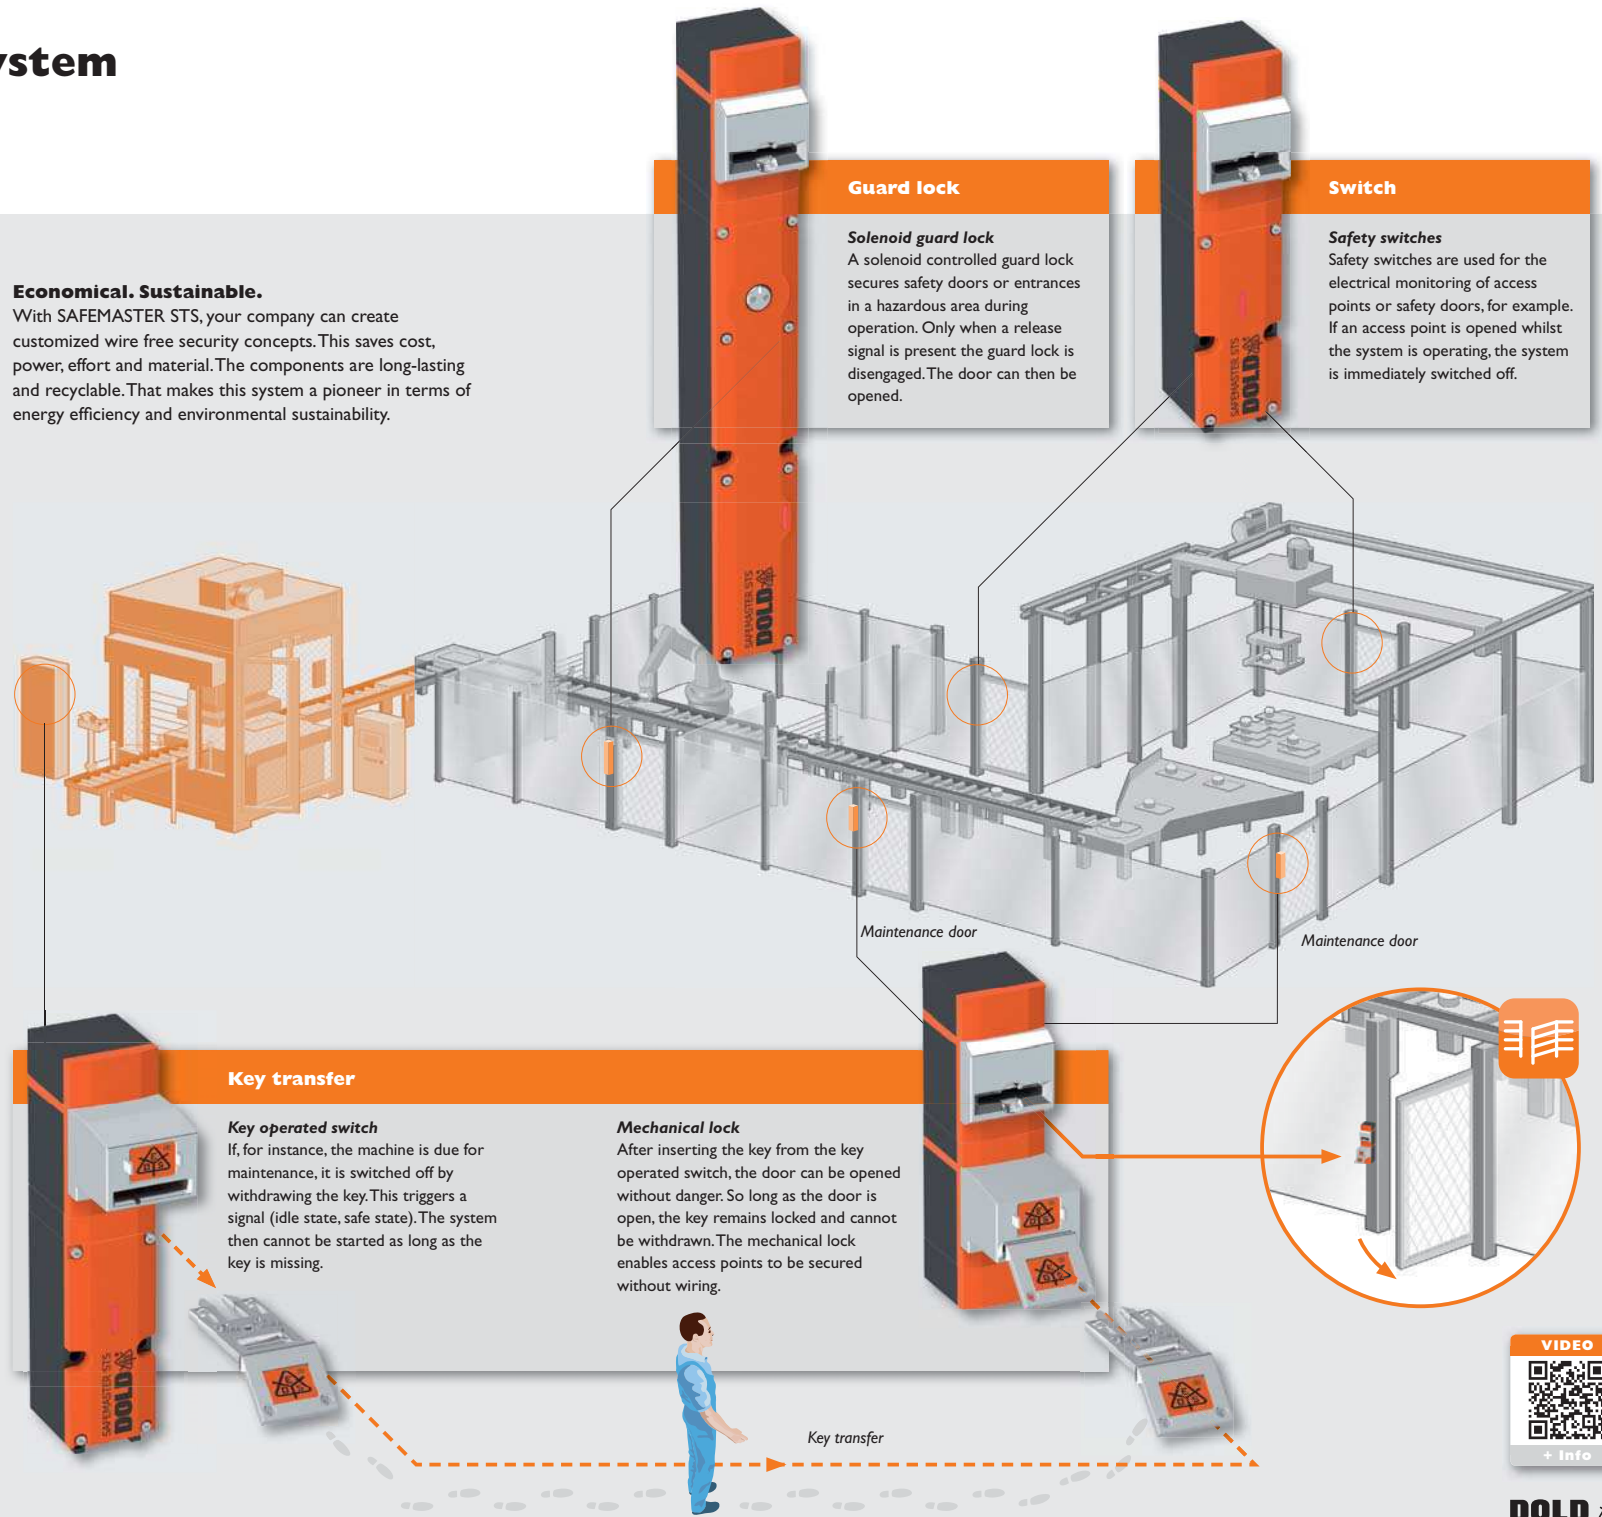 ystem
Economical. Sustainable.
With SAFEMASTER STS, your company can create
customized wire free security concepts. This saves cost,
power, effort and material. The components are long-lasting
and recyclable. That makes this system a pioneer in terms of
energy efficiency and environmental sustainability.
Guard lock
Solenoid guard lock
A solenoid controlled guard lock
secures safety doors or entrances
in a hazardous area during
operation. Only when a release
signal is present the guard lock is
disengaged. The door can then be
opened.
SAFEMASTER STS
DOLD
Switch
Safety switches
Safety switches are used for the
electrical monitoring of access
points or safety doors, for example.
If an access point is opened whilst
the system is operating, the system
is immediately switched off.
SAFEMASTER STS
DOLD
Maintenance door
Maintenance door
Key transfer
Key operated switch
If, for instance, the machine is due for
maintenance, it is switched off by
withdrawing the key. This triggers a
signal (idle state, safe state). The system
then cannot be started as long as the
key is missing.
SAFEMASTER STS
DOLD
Mechanical lock
After inserting the key from the key
operated switch, the door can be opened
without danger. So long as the door is
open, the key remains locked and cannot
be withdrawn. The mechanical lock
enables access points to be secured
without wiring.
Key transfer
VIDEO
+ Info
DOLD